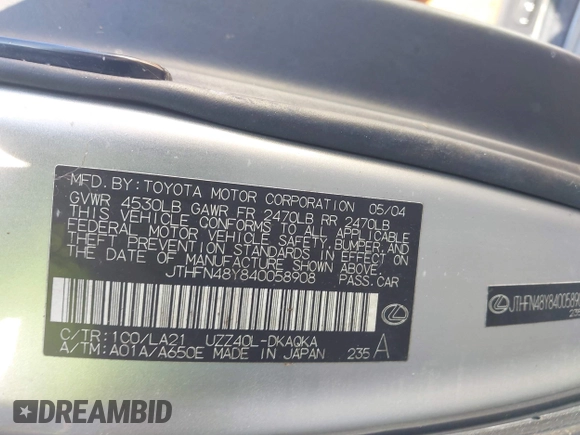 MFD. BY: TOYOTA MOTOR CORPORATION 05/04
GVWR 4530LB GAWR FR 2470LB RR 2470LB
THIS VEHICLE CONFORMS TO ALL APPLICABLE
FEDERAL MOTOR VEHICLE SAFETY, BUMPER, AND
THEFT PREVENTION STANDARDS IN EFFECT ON
THE DATE OF MANUFACTURE SHOWN ABOVE.
JTHFN48Y840058908 PASS.CAR
C/TR: 1C0/LA21 UZZ40L-DKAQKA
A/TM: A01A/A650E MADE IN JAPAN 235 A
JTHFN48Y84005890
235
DREAMBID